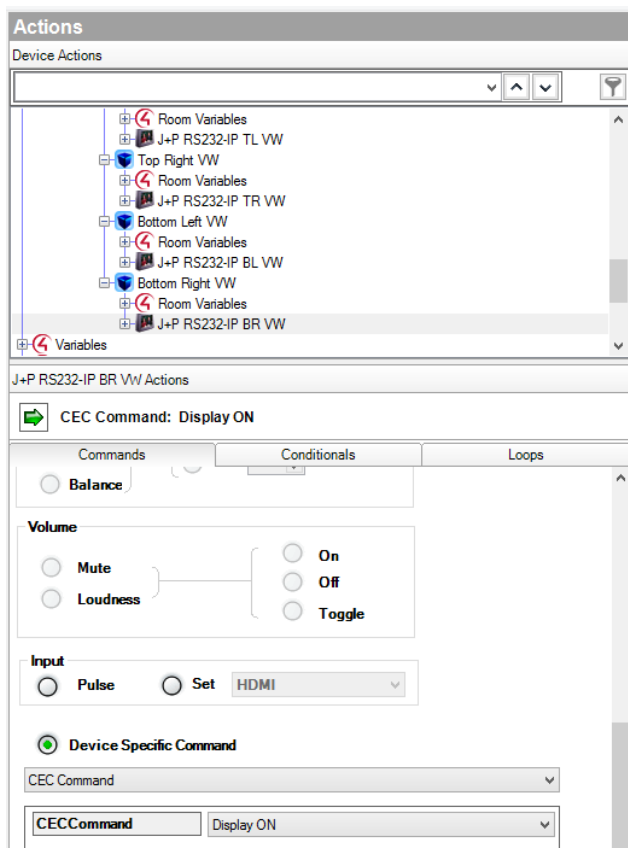 Actions
Device Actions
Room Variables
J+P RS232-IP TL VW
Top Right VW
Room Variables
J+P RS232-IP TR VW
Bottom Left VW
Room Variables
J+P RS232-IP BL VW
Bottom Right VW
Room Variables
J+P RS232-IP BR VW
Variables
J+P RS232-IP BR VW Actions
CEC Command: Display ON
Commands Conditionals Loops
Balance
Volume
Mute
Loudness
On
Off
Toggle
Input
Pulse Set HDMI
Device Specific Command
CEC Command
CECCommand Display ON